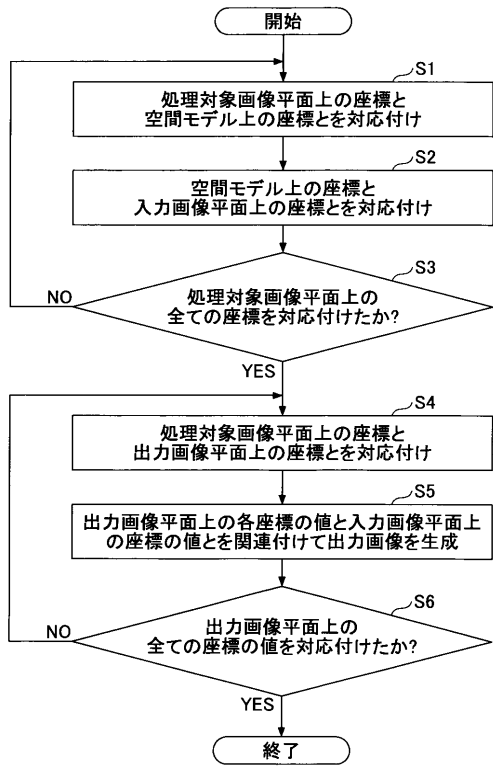 開始
S1
処理対象画像平面上の座標と
空間モデル上の座標とを対応付け
S2
空間モデル上の座標と
入力画像平面上の座標とを対応付け
S3
処理対象画像平面上の
全ての座標を対応付けたか?
NO
YES
S4
処理対象画像平面上の座標と
出力画像平面上の座標とを対応付け
S5
出力画像平面上の各座標の値と入力画像平面上
の座標の値とを関連付けて出力画像を生成
S6
出力画像平面上の
全ての座標の値を対応付けたか?
NO
YES
終了